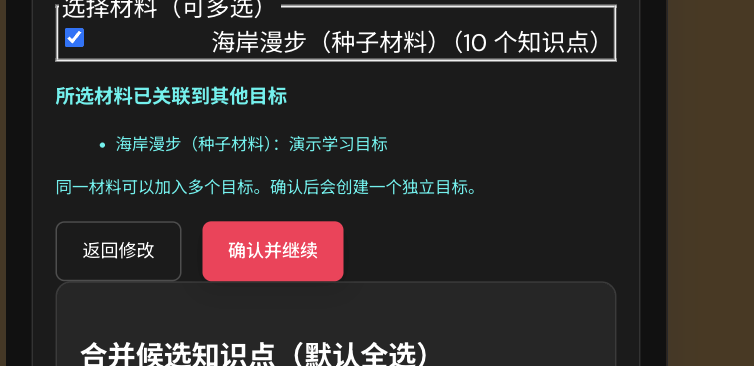 选择材料（可多选）
海岸漫步（种子材料）（10 个知识点）
所选材料已关联到其他目标
• 海岸漫步（种子材料）：演示学习目标
同一材料可以加入多个目标。确认后会创建一个独立目标。
返回修改
确认并继续
合并候选知识点（默认全选）